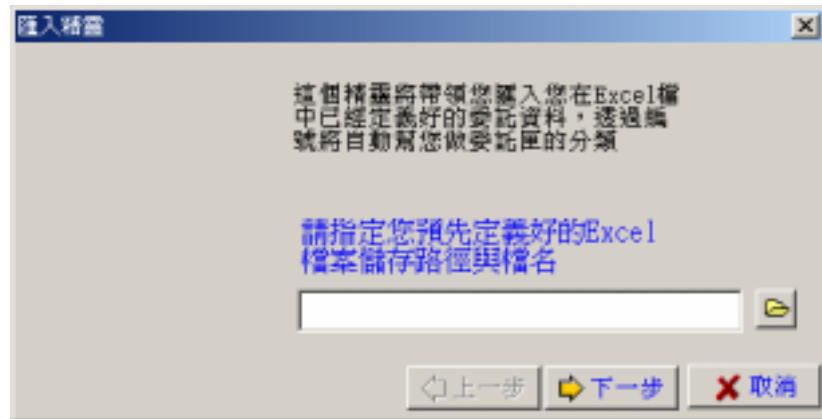 匯入精靈
這個精靈將帶領您匯入您在Excel檔
中已經定義好的委託資料，透過編
號將自動幫您做委託匣的分類
請指定您預先定義好的Excel
檔案儲存路徑與檔名
上一步 下一步 取消